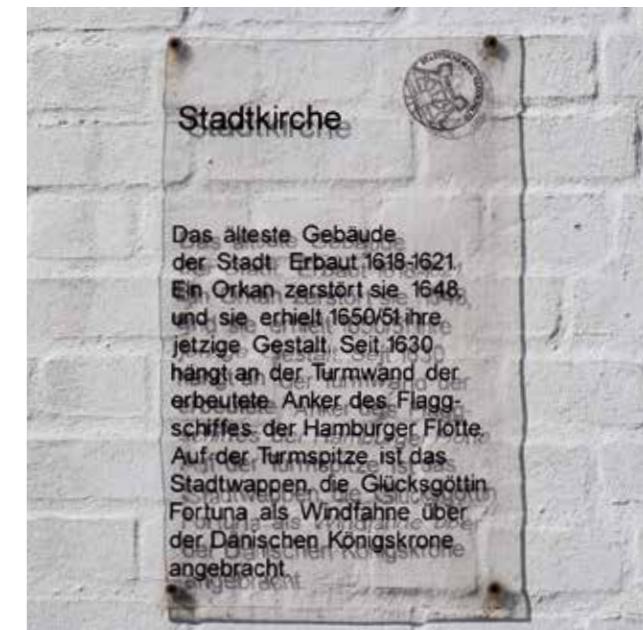 Stadtkirche
Das älteste Gebäude
der Stadt. Erbaut 1618-1621.
Ein Orkan zerstört sie 1648,
und sie erhielt 1650/51 ihre
jetzige Gestalt. Seit 1630
hängt an der Turmwand der
erbeutete Anker des Flagg-
schiffes der Hamburger Flotte.
Auf der Turmspitze ist das
Stadtwappen, die Glücksgöttin
Fortuna als Windfahne über
der Dänischen Königskrone
angebracht.